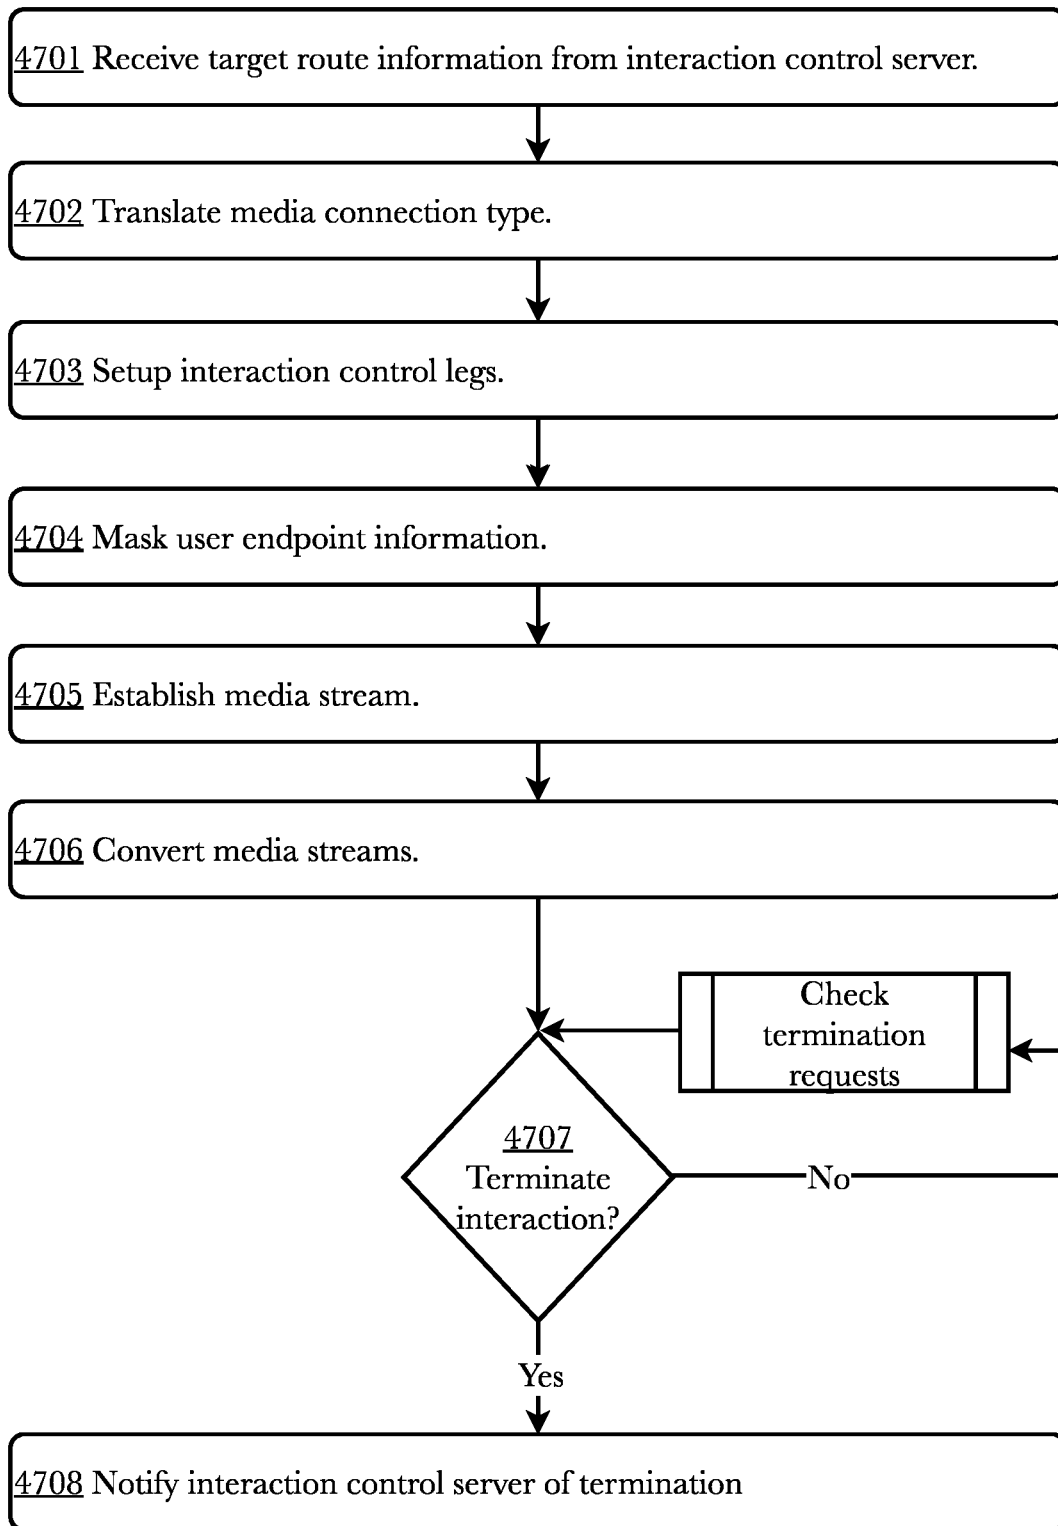 4701 Receive target route information from interaction control server.
4702 Translate media connection type.
4703 Setup interaction control legs.
4704 Mask user endpoint information.
4705 Establish media stream.
4706 Convert media streams.
Check
termination
requests
4707
Terminate
interaction?
No
Yes
4708 Notify interaction control server of termination